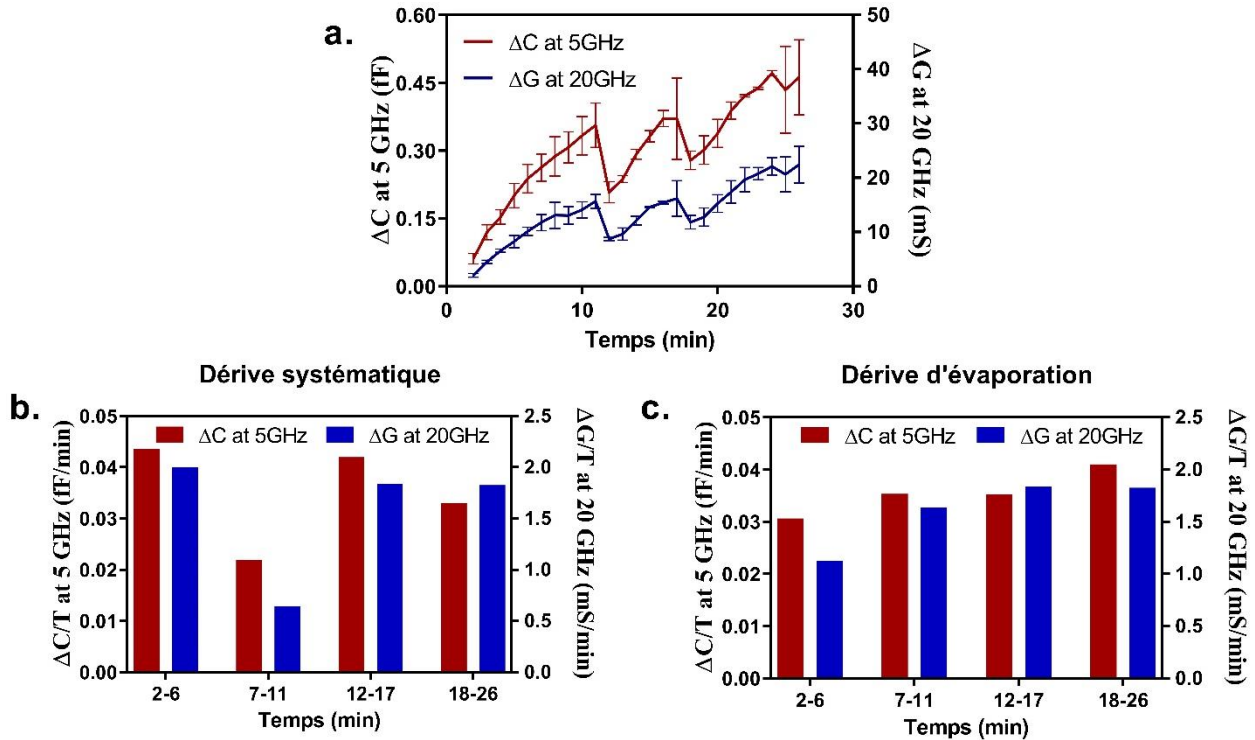 a.
ΔC at 5GHz
ΔG at 20GHz
ΔC at 5 GHz (fF)
0.60
0.45
0.30
0.15
0.00
ΔG at 20 GHz (mS)
50
40
30
20
10
0
0 10 20 30
Temps (min)
Dérive systématique
b.
ΔC at 5GHz ΔG at 20GHz
ΔC/T at 5 GHz (fF/min)
0.05
0.04
0.03
0.02
0.01
0.00
ΔG/T at 20 GHz (mS/min)
2.5
2.0
1.5
1.0
0.5
0.0
2-6 7-11 12-17 18-26
Temps (min)
Dérive d'évaporation
c.
ΔC at 5GHz ΔG at 20GHz
ΔC/T at 5 GHz (fF/min)
0.05
0.04
0.03
0.02
0.01
0.00
ΔG/T at 20 GHz (mS/min)
2.5
2.0
1.5
1.0
0.5
0.0
2-6 7-11 12-17 18-26
Temps (min)